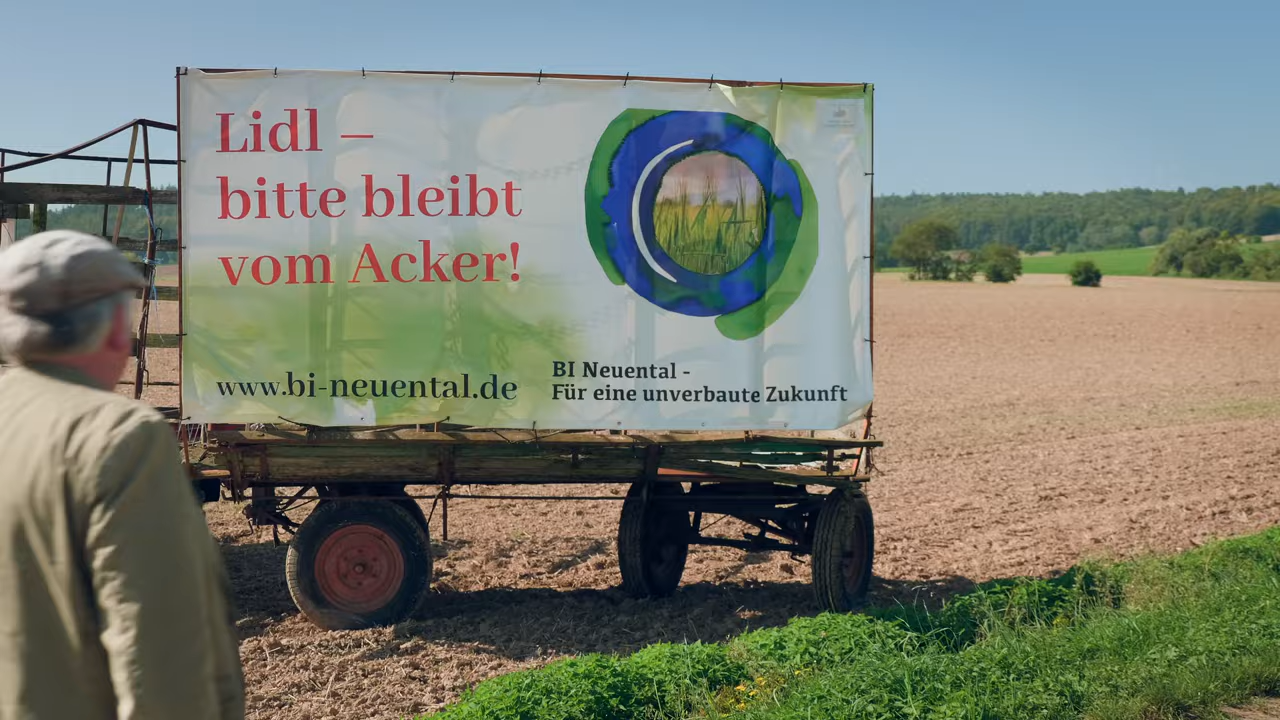 Lidl –
bitte bleibt
vom Acker!
www.bi-neuental.de
BI Neuental -
Für eine unverbaute Zukunft